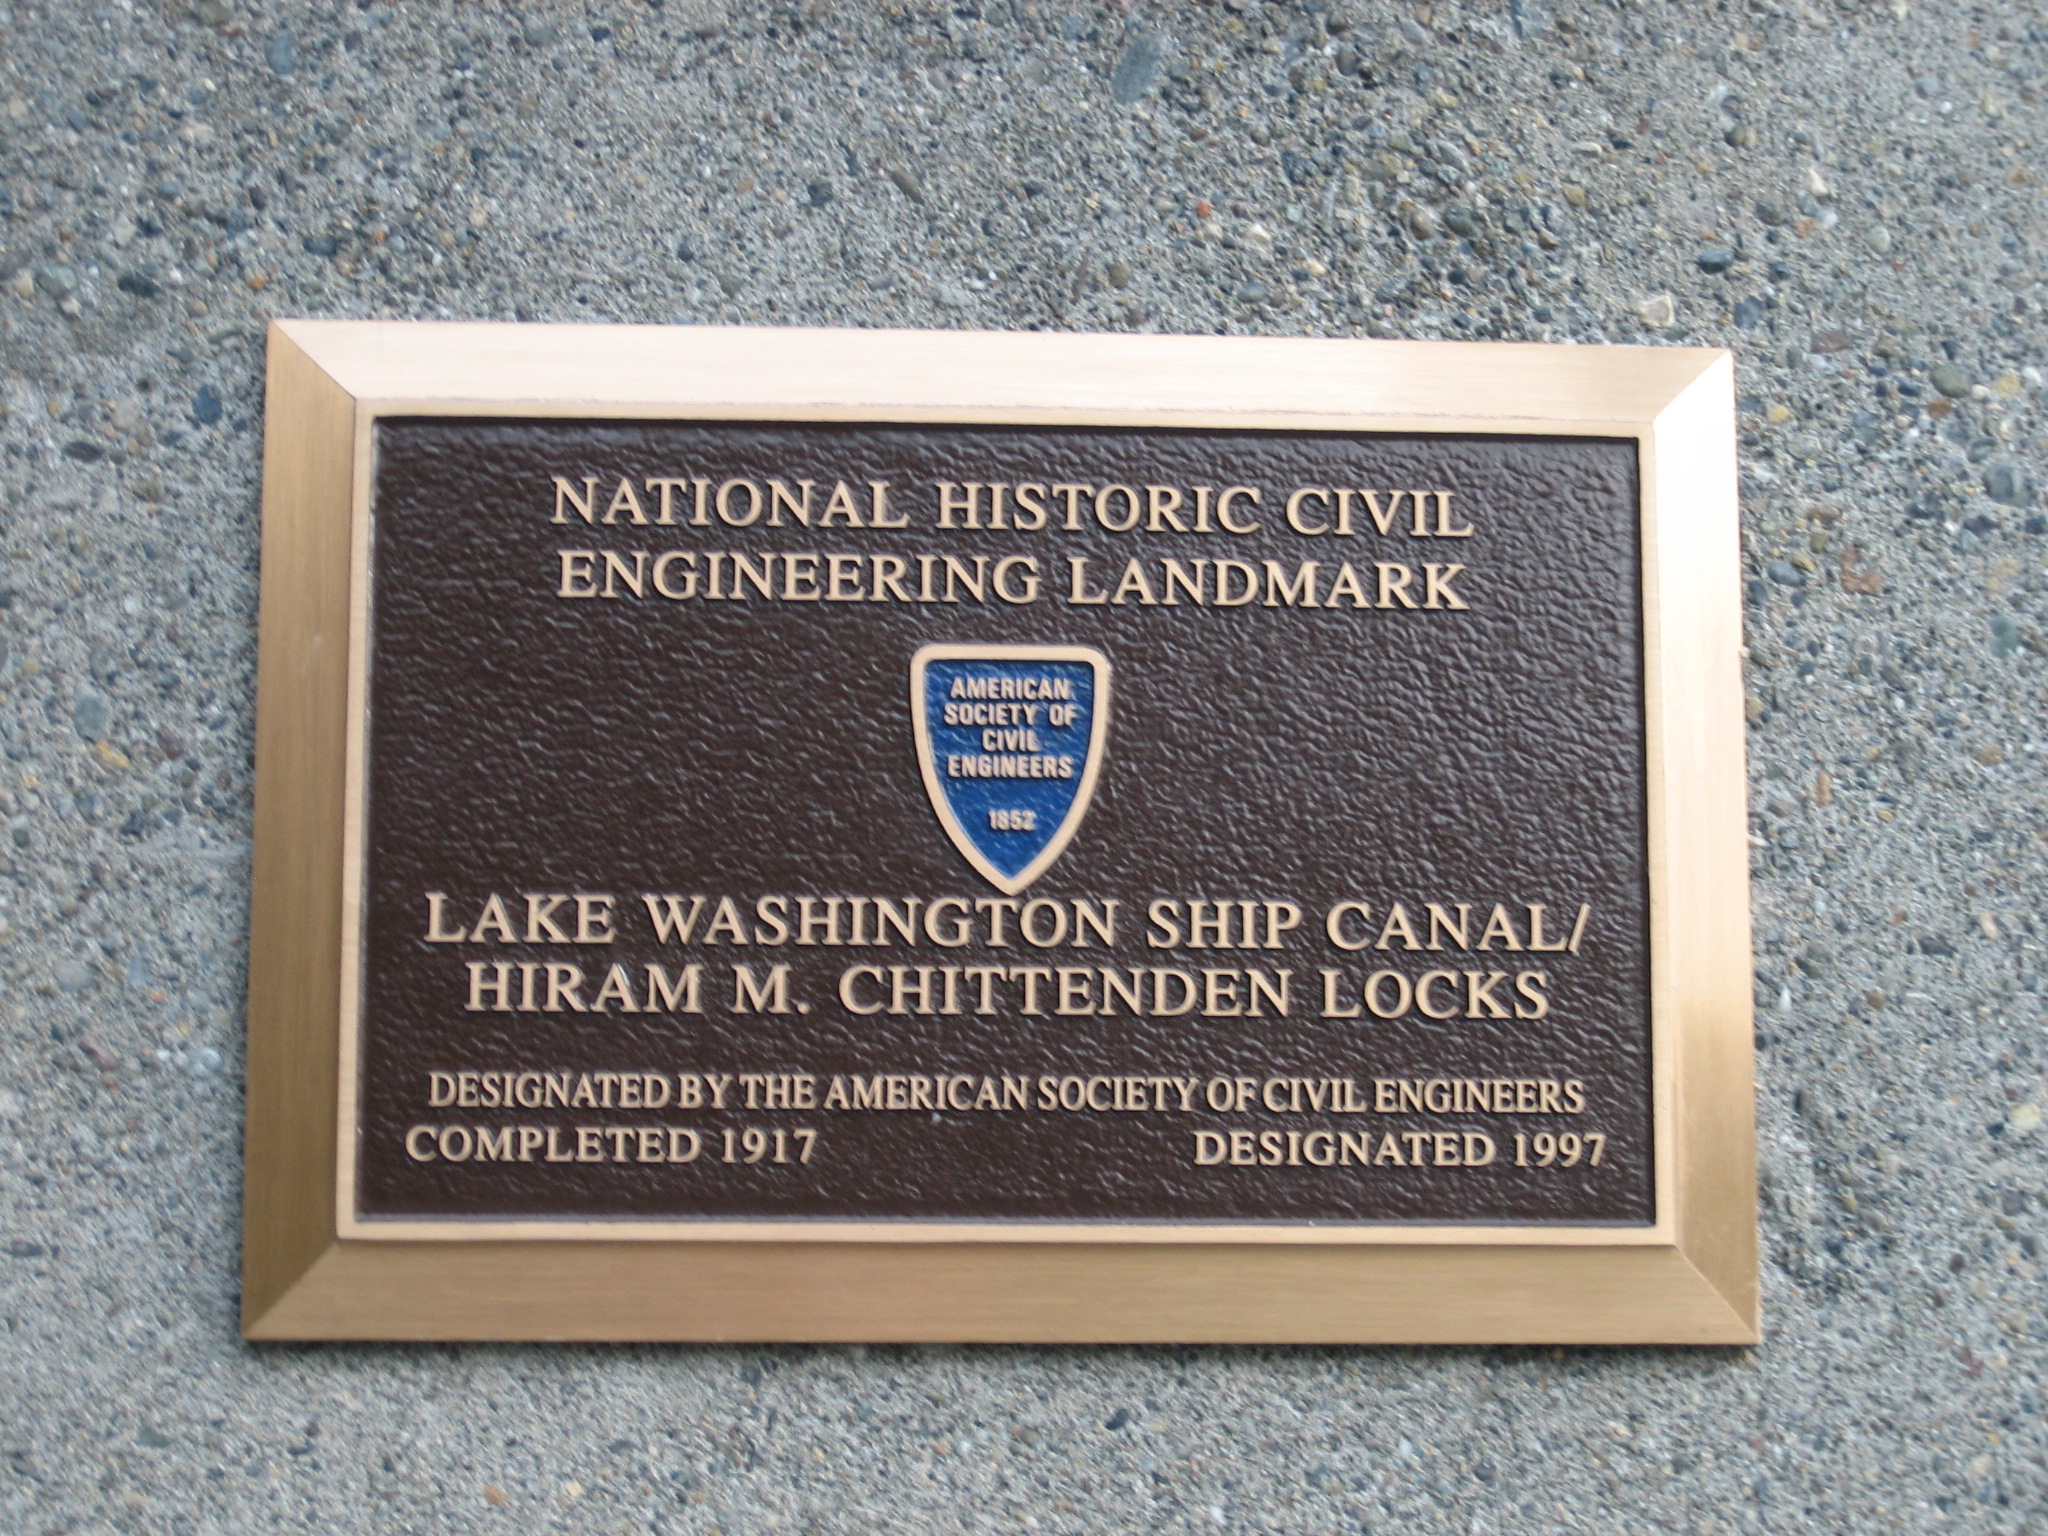 NATIONAL HISTORIC CIVIL
ENGINEERING LANDMARK
AMERICAN
SOCIETY OF
CIVIL
ENGINEERS
1852
LAKE WASHINGTON SHIP CANAL/
HIRAM M. CHITTENDEN LOCKS
DESIGNATED BY THE AMERICAN SOCIETY OF CIVIL ENGINEERS
COMPLETED 1917 DESIGNATED 1997